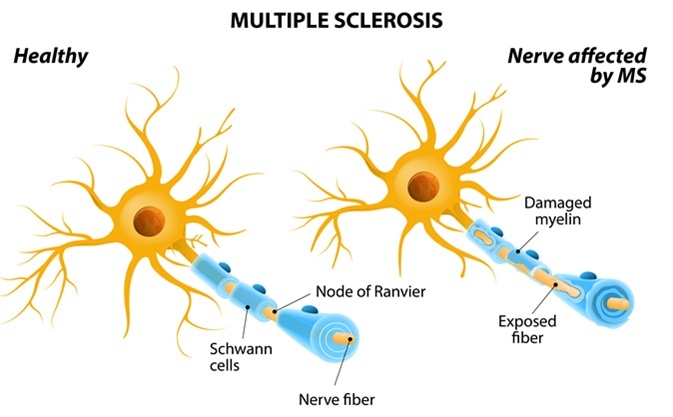 MULTIPLE SCLEROSIS
Healthy
Nerve affected
by MS
Damaged
myelin
Node of Ranvier
Exposed
fiber
Schwann
cells
Nerve fiber